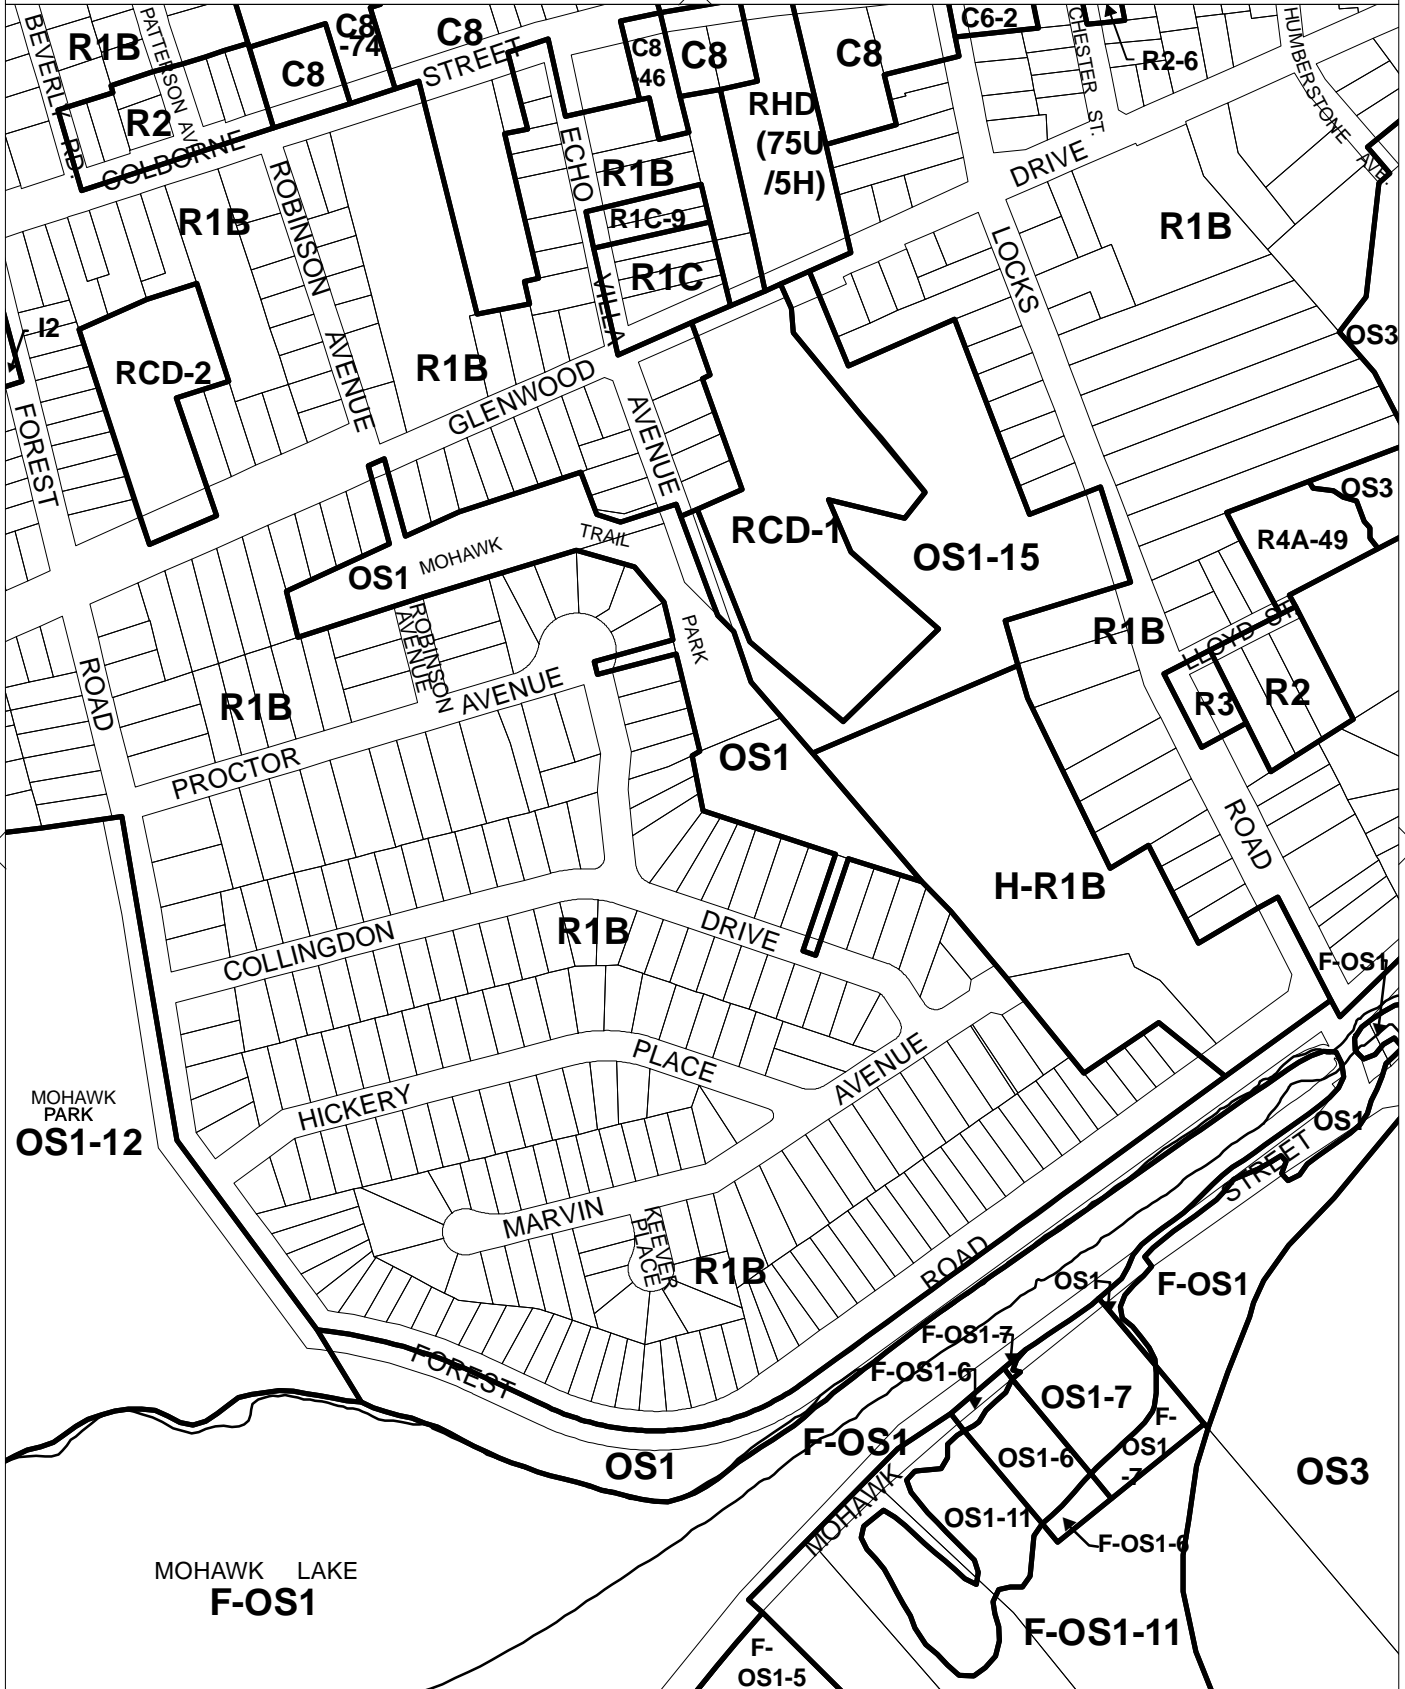 BEVERLY RD.
R1B
PATTERSON AVE.
C8
-74
C8
C8
STREET
C8
-46
C8
C8
C6-2
CHESTER ST.
R2-6
HUMBERSTONE AVE.
R2
COLBORNE
RHD
(75U
/5H)
DRIVE
ECHO
R1B
R1C-9
R1C
VILLA
R1B
ROBINSON
AVENUE
R1B
LOCKS
I2
RCD-2
R1B
GLENWOOD
AVENUE
OS3
FOREST
OS3
RCD-1
OS1-15
R4A-49
MOHAWK
TRAIL
OS1
ROBINSON
AVENUE
PARK
R1B
LLOYD ST.
ROAD
R1B
AVENUE
R3
R2
PROCTOR
OS1
ROAD
H-R1B
COLLINGDON
R1B
DRIVE
F-OS1
PLACE
AVENUE
HICKERY
MOHAWK
PARK
OS1-12
OS1
STREET
MARVIN
KEEVER
PLACE
R1B
ROAD
OS1
F-OS1
F-OS1-7
F-OS1-6
FOREST
OS1-7
F-
OS1
-7
F-OS1
OS1
OS1-6
OS3
MOHAWK
OS1-11
F-OS1-6
MOHAWK LAKE
F-OS1
F-OS1-11
F-
OS1-5